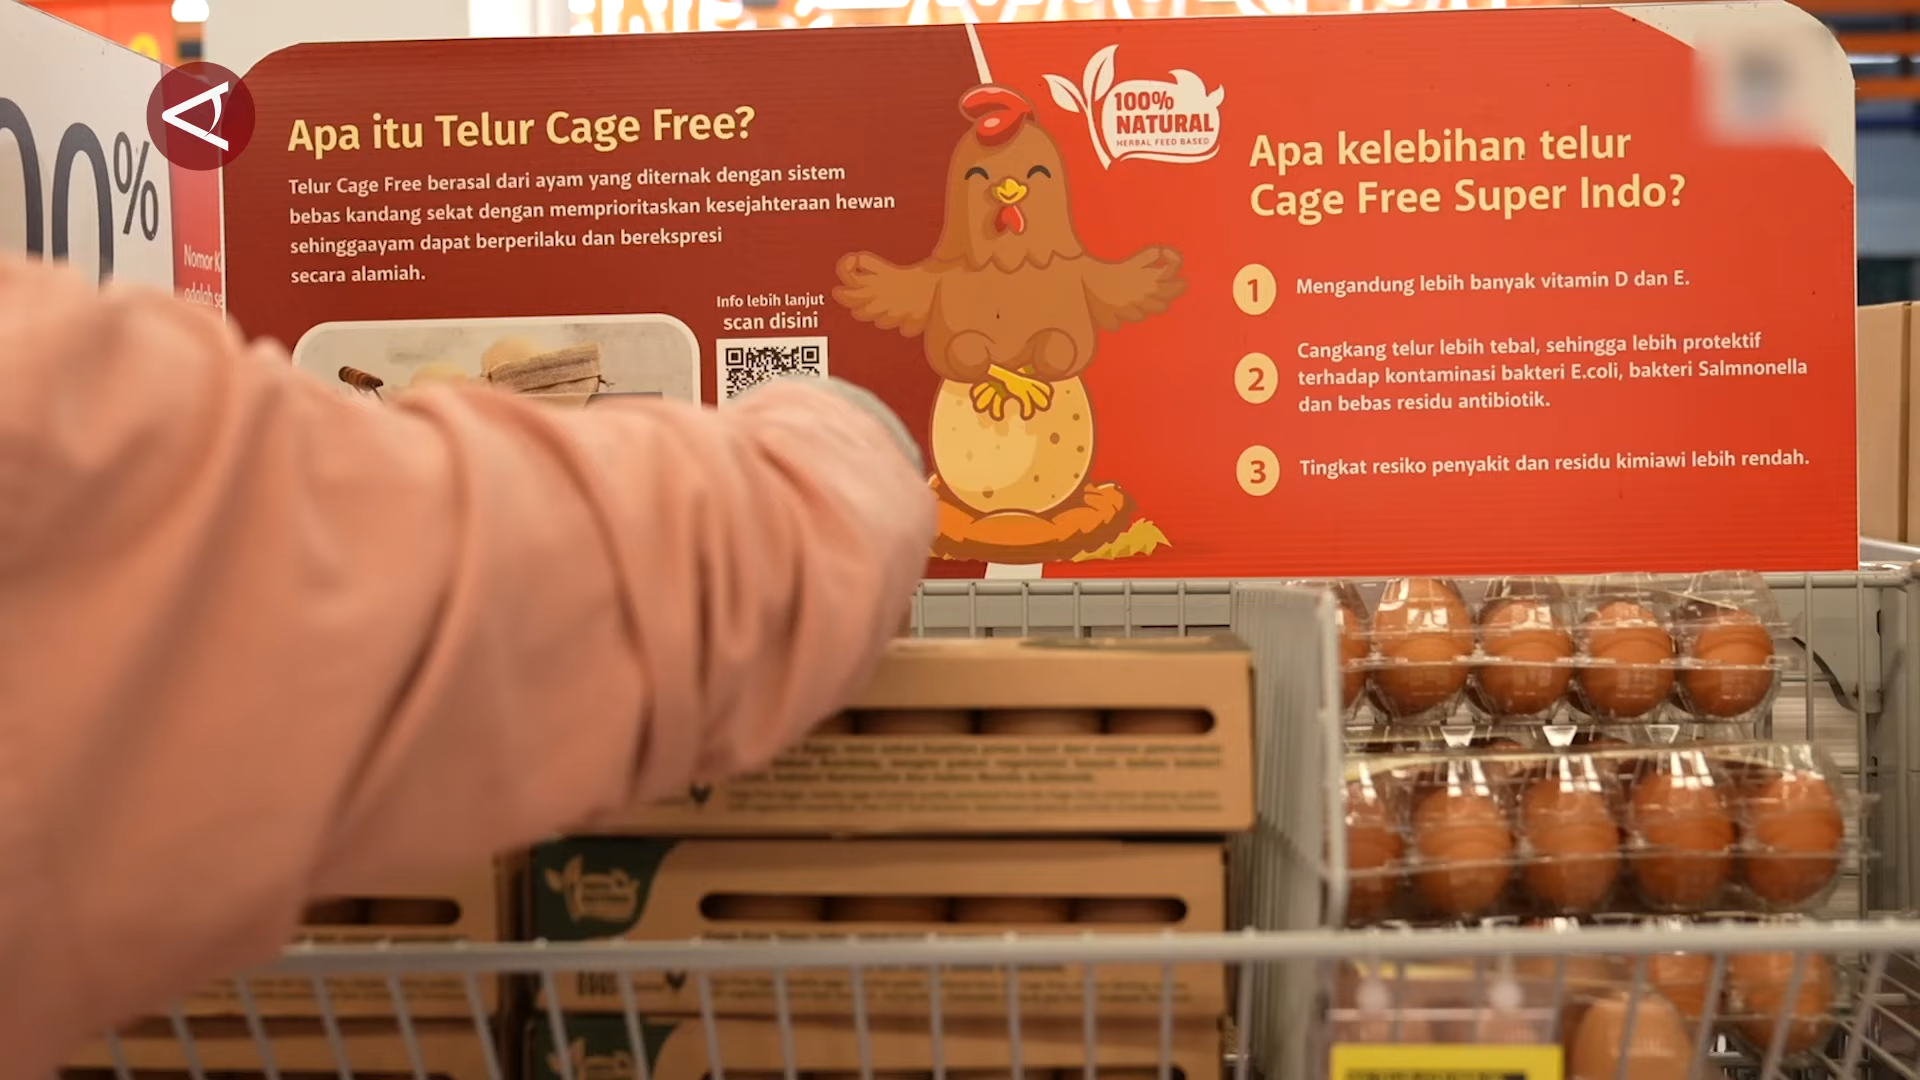 %
Nomor K
adalah se
Apa itu Telur Cage Free?
Telur Cage Free berasal dari ayam yang diternak dengan sistem
bebas kandang sekat dengan memprioritaskan kesejahteraan hewan
sehinggaayam dapat berperilaku dan berekspresi
secara alamiah.
Info lebih lanjut
scan disini
100%
NATURAL
HERBAL FEED BASED
Apa kelebihan telur
Cage Free Super Indo?
1 Mengandung lebih banyak vitamin D dan E.
2 Cangkang telur lebih tebal, sehingga lebih protektif
terhadap kontaminasi bakteri E.coli, bakteri Salmnonella
dan bebas residu antibiotik.
3 Tingkat resiko penyakit dan residu kimiawi lebih rendah.